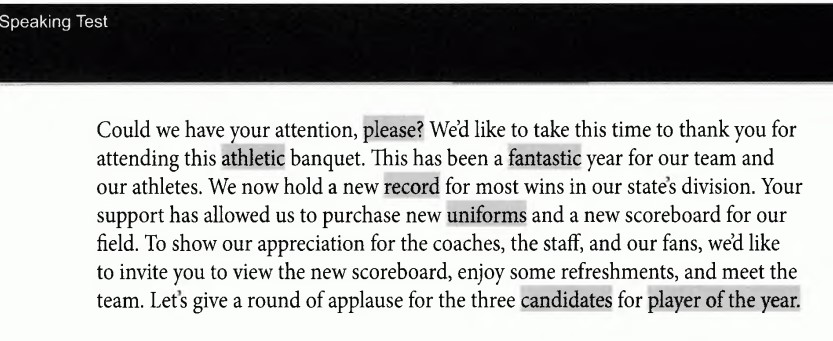 Speaking Test
Could we have your attention, please? We'd like to take this time to thank you for
attending this athletic banquet. This has been a fantastic year for our team and
our athletes. We now hold a new record for most wins in our state's division. Your
support has allowed us to purchase new uniforms and a new scoreboard for our
field. To show our appreciation for the coaches, the staff, and our fans, we'd like
to invite you to view the new scoreboard, enjoy some refreshments, and meet the
team. Let's give a round of applause for the three candidates for player of the year.